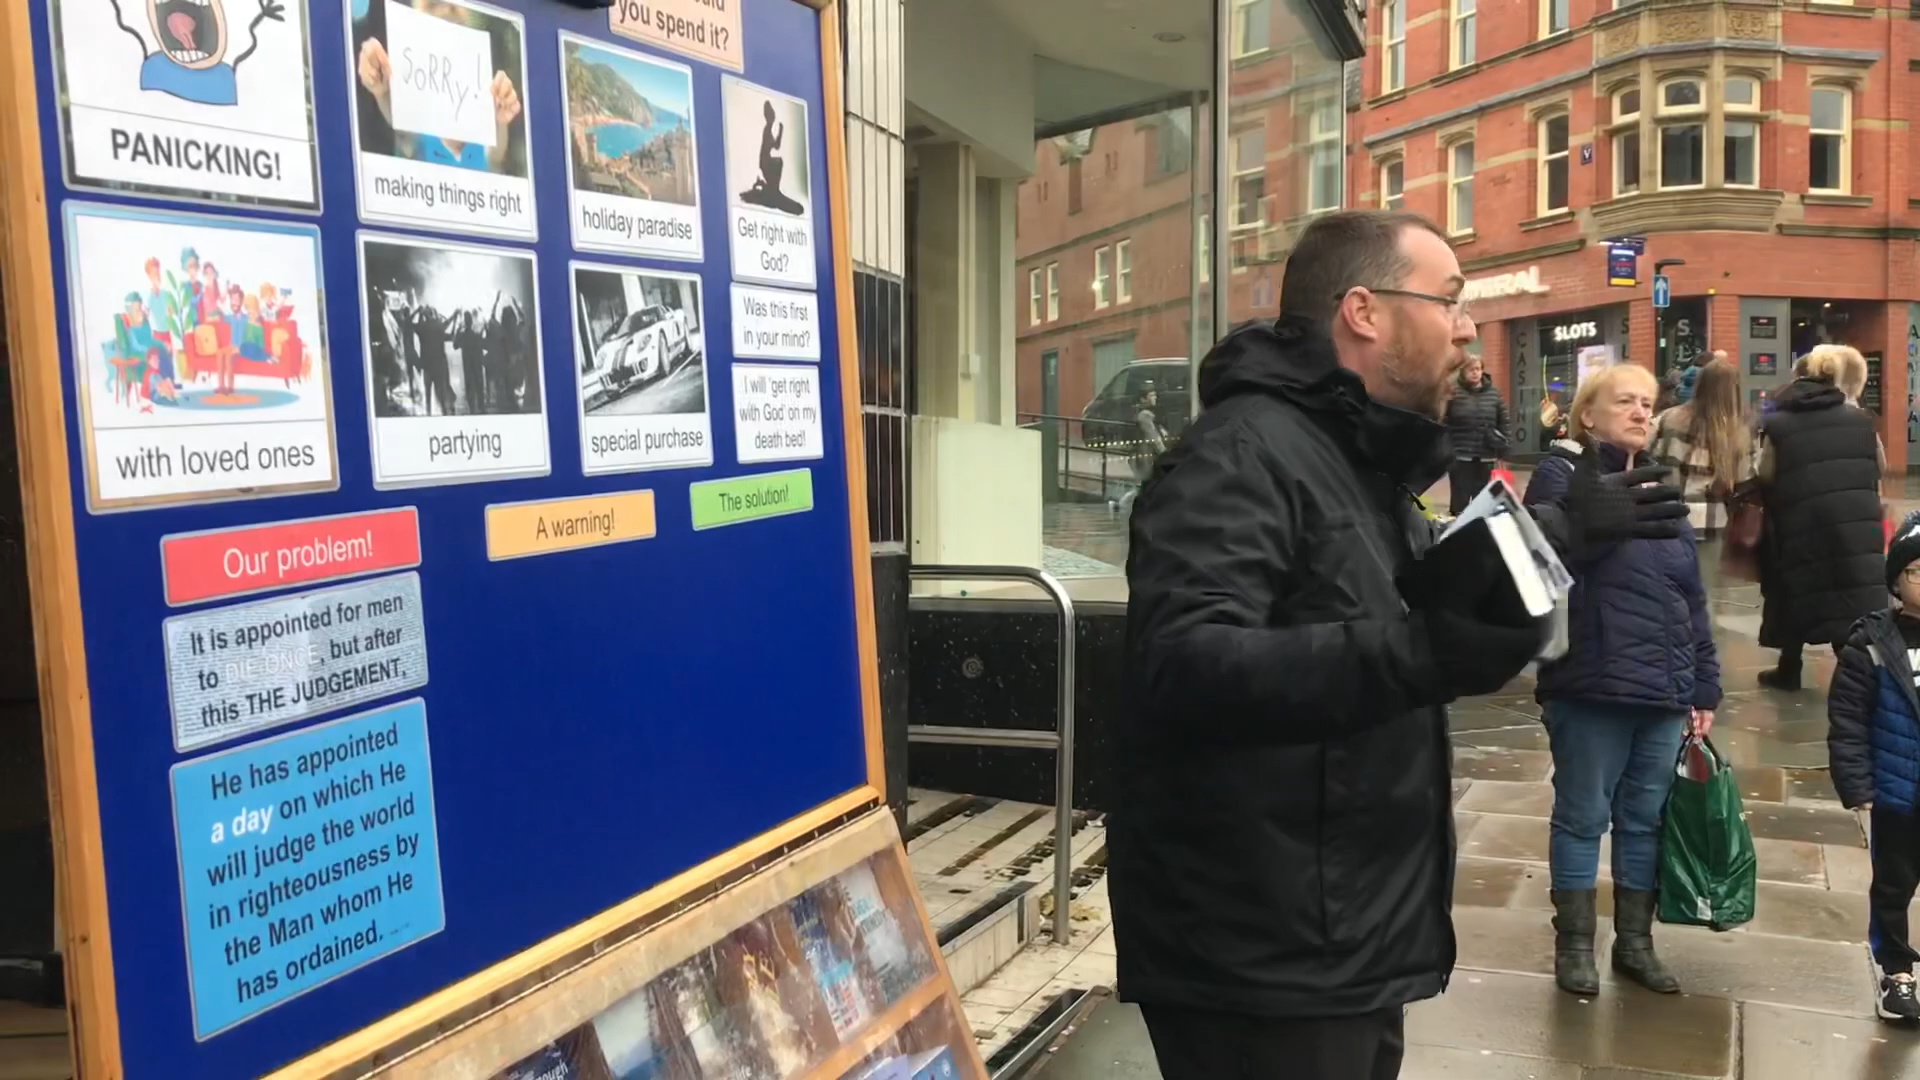 you spend it?
SORRY!
PANICKING!
making things right
holiday paradise
Get right with
God?
with loved ones
partying
special purchase
Was this first
in your mind?
I will 'get right
with God' on my
death bed!
Our problem!
A warning!
The solution!
It is appointed for men
to DIE ONCE, but after
this THE JUDGEMENT,
He has appointed
a day on which He
will judge the world
in righteousness by
the Man whom He
has ordained.
SLOTS
CASINO